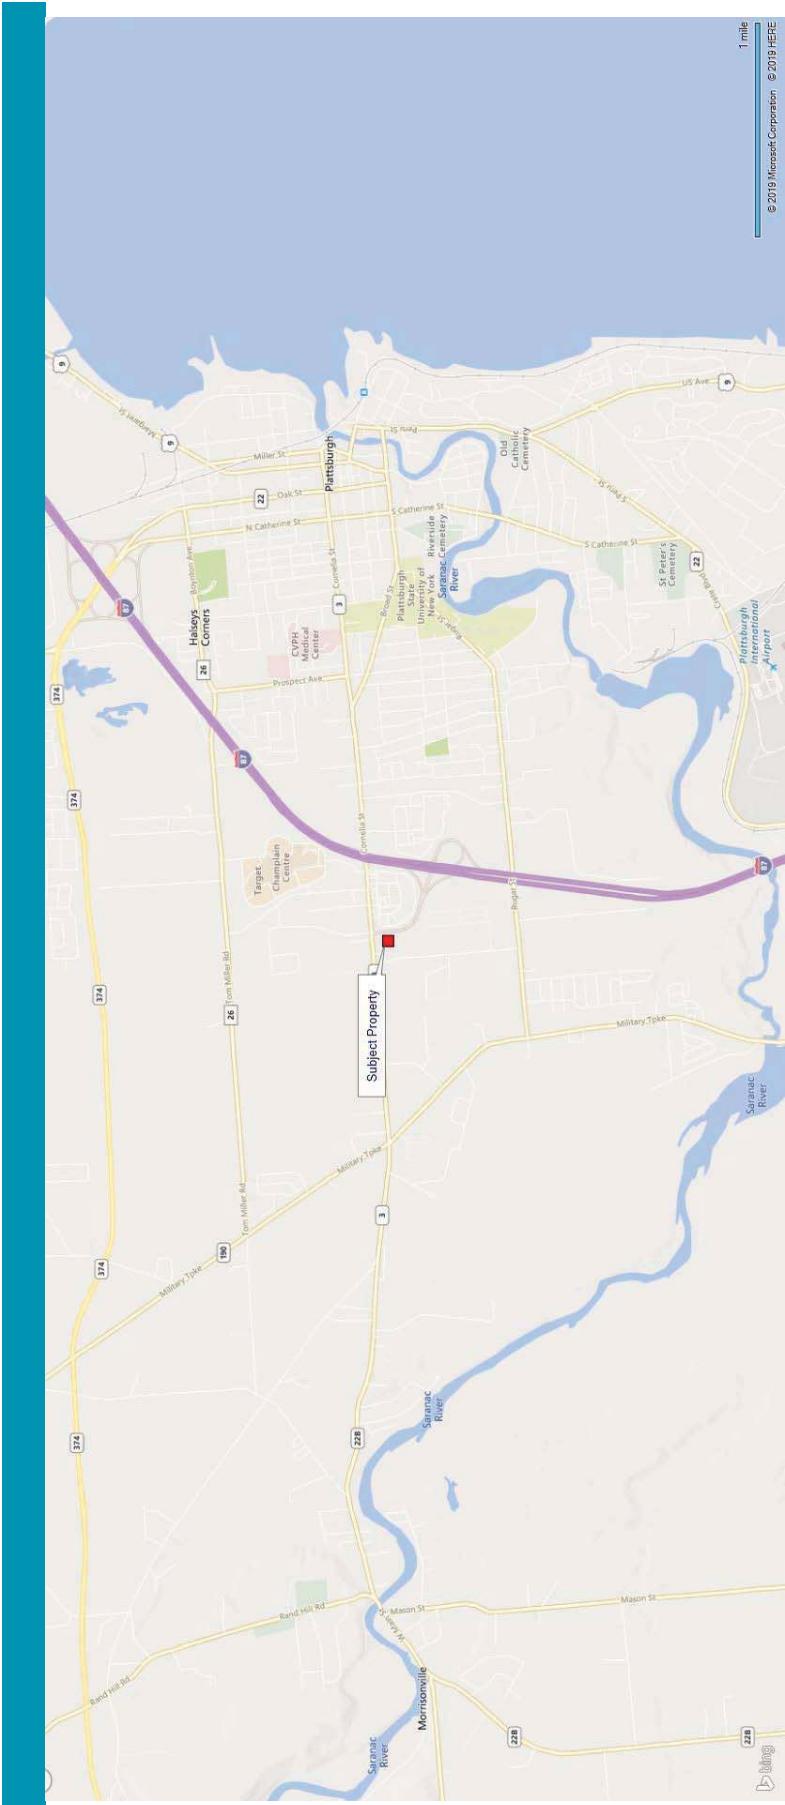 374
374
374
374
374
9
Rand Hill Rd
Military Tpke
87
Margaret St
9
190
Tom Miller Rd
26
Tom Miller Rd
26
Halseys
Corners
Boynton Ave
Target
Champlain
Centre
87
Prospect Ave
CVPH
Medical
Center
N Catherine St
22
Oak St
Miller St
Rand Hill Rd
Military Tpke
Cornelia St
3
Cornelia St
Plattsburgh
22B
3
Subject Property
Saranac
River
W Main St
Mason St
Broad St
S Catherine St
Peru St
Morrisonville
Saranac
River
Plattsburgh
State
University of
New York
Rugar St
Riverside
Cemetery
Saranac
River
Old
Catholic
Cemetery
22B
Rugar St
S Catherine St
S Peru St
Mason St
Military Tpke
St Peter's
Cemetery
22
US Ave
9
Cadie Blvd
22B
Saranac
River
87
Plattsburgh
International
Airport
bing
1 mile
© 2019 Microsoft Corporation © 2019 HERE